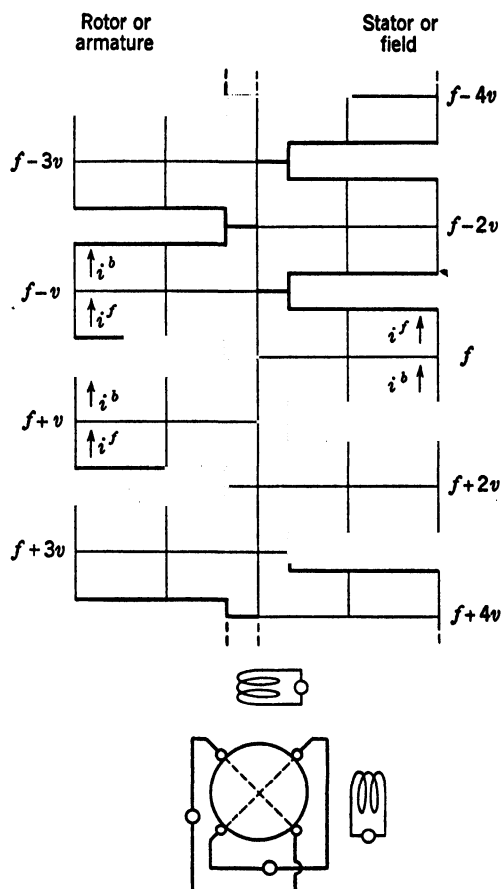 Rotor or
armature
Stator or
field
f−4v
f−3v
f−2v
i^b
f−v
i^f
i^f
f
i^b
i^b
f+v
i^f
f+2v
f+3v
f+4v